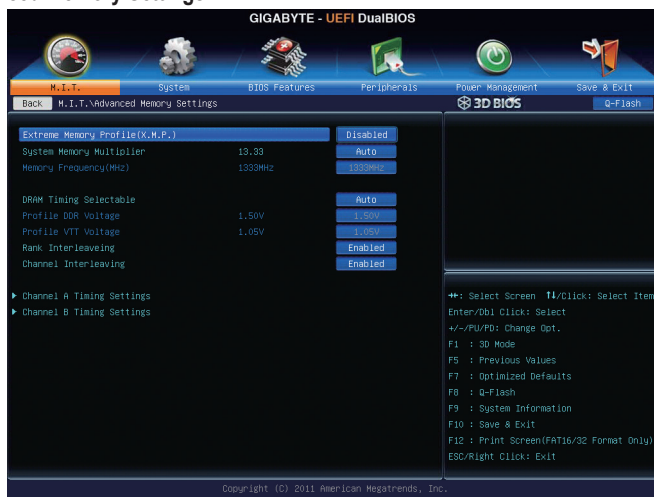 GIGABYTE - UEFI DualBIOS
M.I.T. System BIOS Features Peripherals Power Management Save & Exit
Back M.I.T.\Advanced Memory Settings 3D BIOS Q-Flash
Extreme Memory Profile(X.M.P.) Disabled
System Memory Multiplier 13.33 Auto
Memory Frequency(MHz) 1333MHz 1333MHz
DRAM Timing Selectable Auto
Profile DDR Voltage 1.50V 1.50V
Profile VTT Voltage 1.05V 1.05V
Rank Interleaveing Enabled
Channel Interleaving Enabled
Channel A Timing Settings
Channel B Timing Settings
→←: Select Screen ↑↓/Click: Select Item
Enter/Dbl Click: Select
+/-/PU/PD: Change Opt.
F1 : 3D Mode
F5 : Previous Values
F7 : Optimized Defaults
F8 : Q-Flash
F9 : System Information
F10 : Save & Exit
F12 : Print Screen(FAT16/32 Format Only)
ESC/Right Click: Exit
Copyright (C) 2011 American Megatrends, Inc.